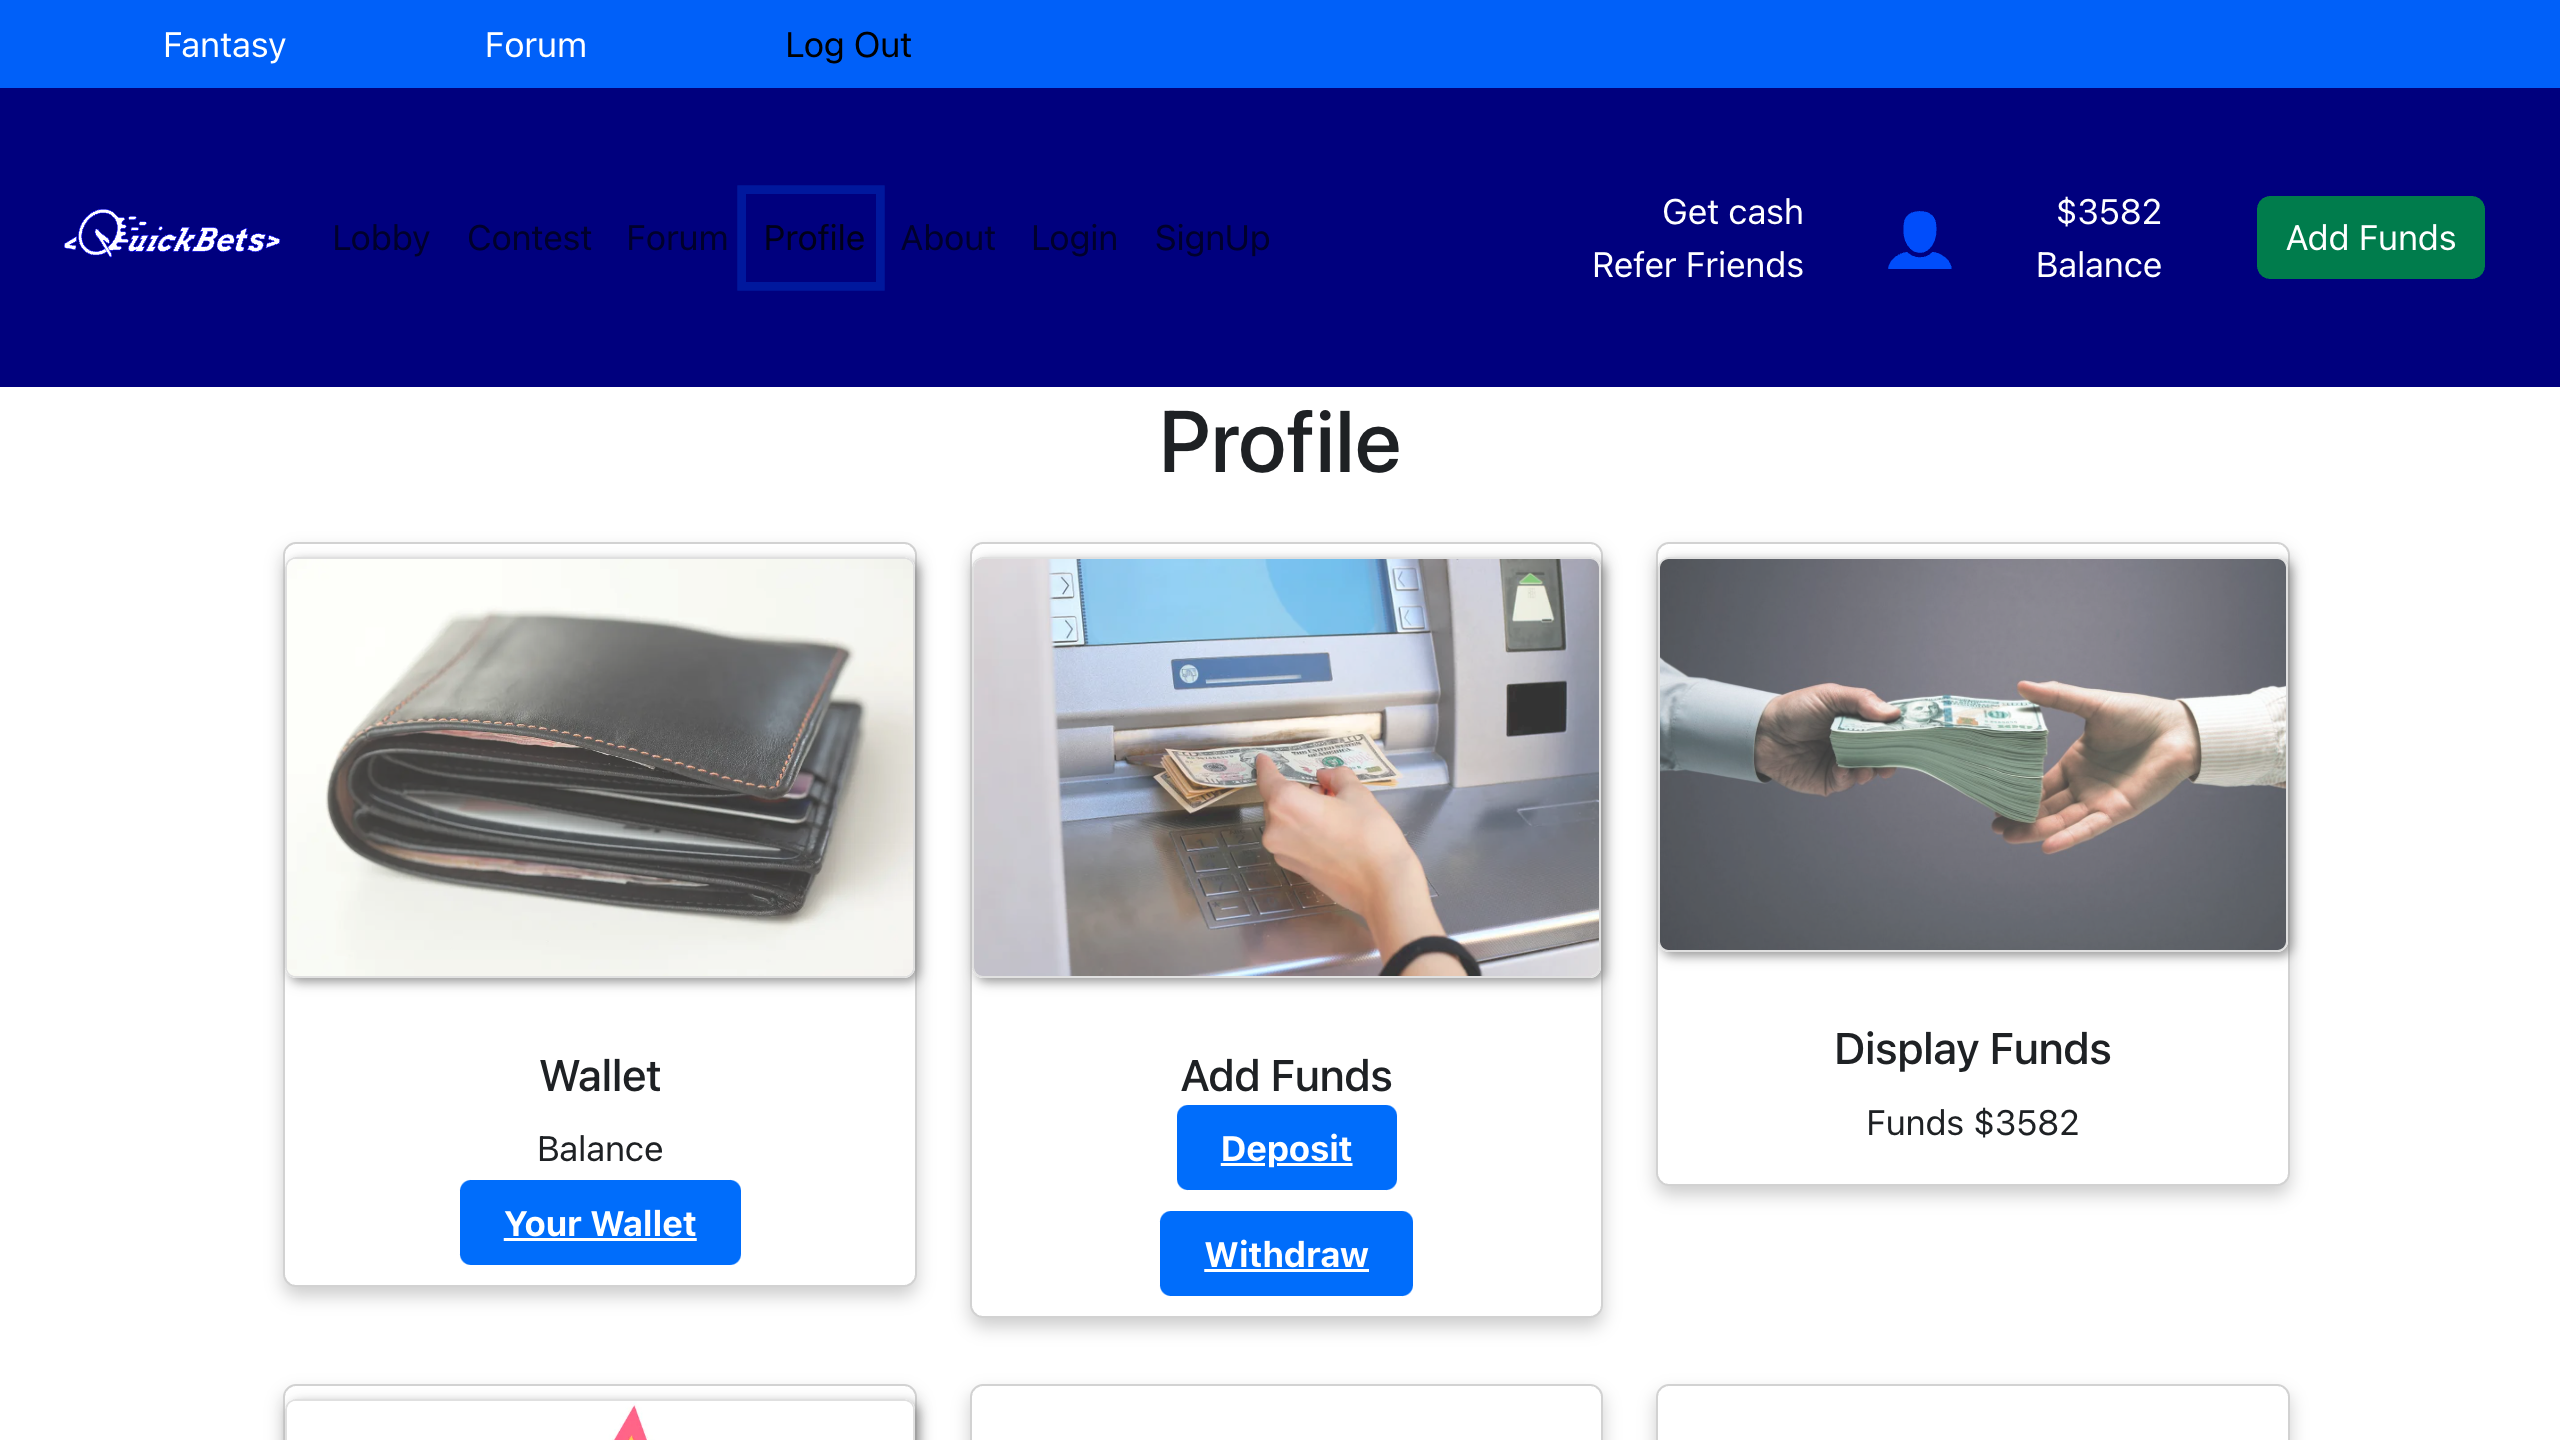 Fantasy Forum Log Out
<QuickBets> Lobby Contest Forum Profile About Login SignUp
Get cash
Refer Friends
$3582
Balance
Add Funds
Profile
Wallet
Balance
Your Wallet
Add Funds
Deposit
Withdraw
Display Funds
Funds $3582